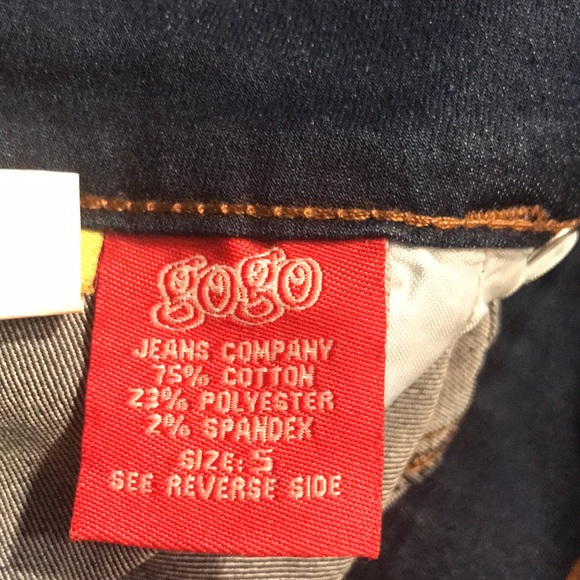 gogo
JEANS COMPANY
75% COTTON
23% POLYESTER
2% SPANDEX
SIZE: S
SEE REVERSE SIDE